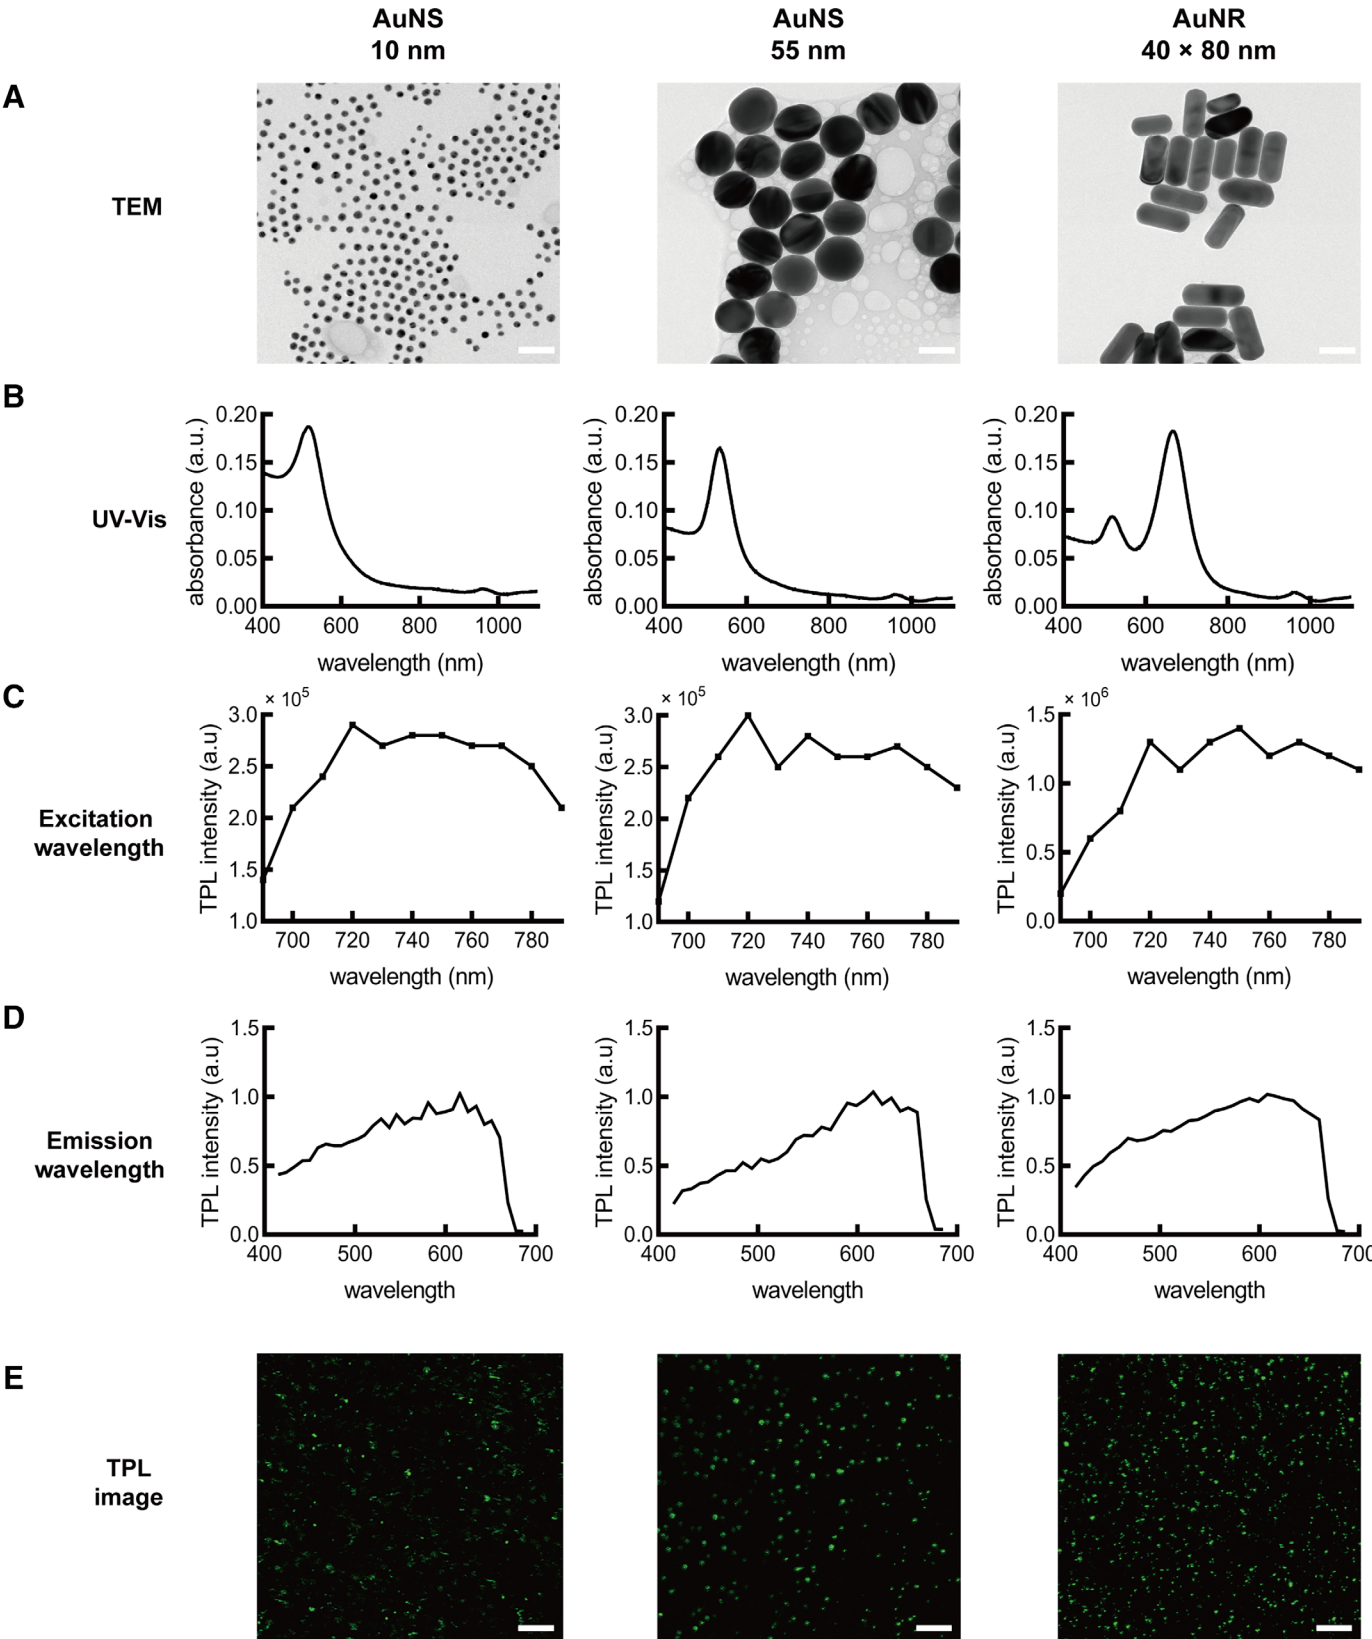 AuNS
10 nm
AuNS
55 nm
AuNR
40 × 80 nm
A
TEM
B
UV-Vis
absorbance (a.u.)
0.20
0.15
0.10
0.05
0.00
400 600 800 1000
wavelength (nm)
absorbance (a.u.)
0.20
0.15
0.10
0.05
0.00
400 600 800 1000
wavelength (nm)
absorbance (a.u.)
0.20
0.15
0.10
0.05
0.00
400 600 800 1000
wavelength (nm)
C
Excitation
wavelength
× 10⁵
TPL intensity (a.u)
3.0
2.5
2.0
1.5
1.0
700 720 740 760 780
wavelength (nm)
× 10⁵
TPL intensity (a.u)
3.0
2.5
2.0
1.5
1.0
700 720 740 760 780
wavelength (nm)
× 10⁶
TPL intensity (a.u)
1.5
1.0
0.5
0.0
700 720 740 760 780
wavelength (nm)
D
Emission
wavelength
TPL intensity (a.u)
1.5
1.0
0.5
0.0
400 500 600 700
wavelength
TPL intensity (a.u)
1.5
1.0
0.5
0.0
400 500 600 700
wavelength
TPL intensity (a.u)
1.5
1.0
0.5
0.0
400 500 600 700
wavelength
E
TPL
image